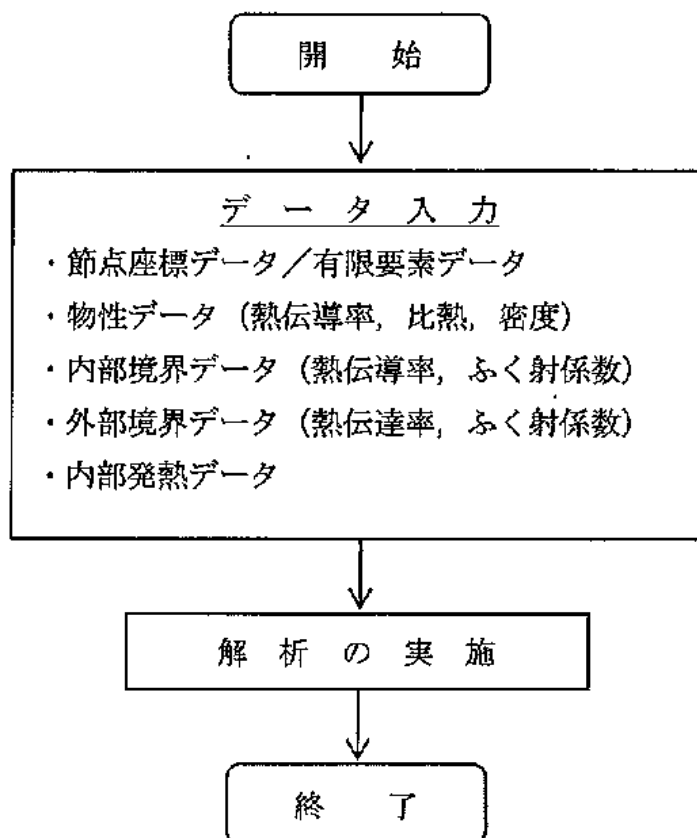 開始
データ入力
・節点座標データ／有限要素データ
・物性データ（熱伝導率，比熱，密度）
・内部境界データ（熱伝導率，ふく射係数）
・外部境界データ（熱伝達率，ふく射係数）
・内部発熱データ
解析の実施
終了